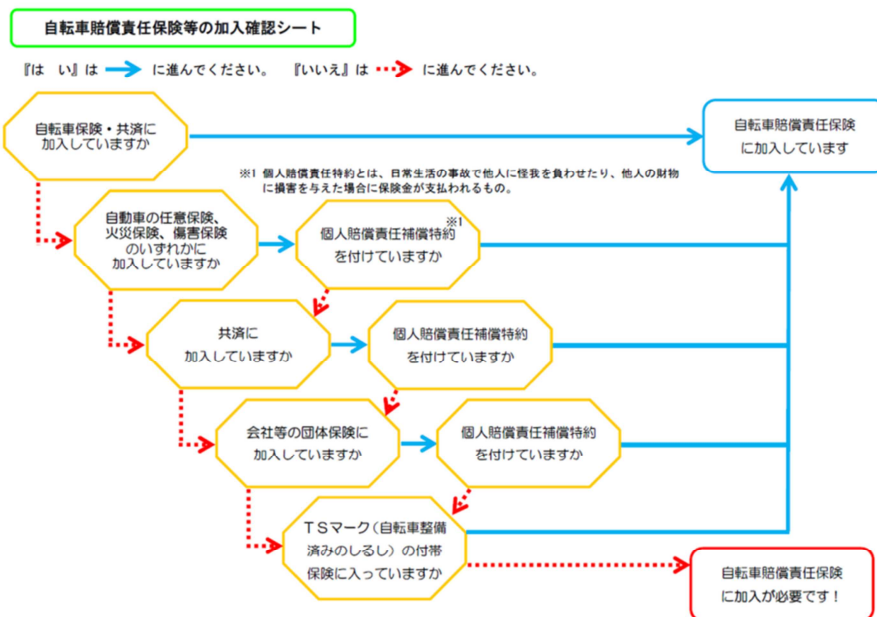 自転車賠償責任保険等の加入確認シート
『は　い』は に進んでください。 『いいえ』は に進んでください。
自転車保険・共済に
加入していますか
自転車賠償責任保険
に加入しています
※1 個人賠償責任特約とは、日常生活の事故で他人に怪我を負わせたり、他人の財物
に損害を与えた場合に保険金が支払われるもの。
自動車の任意保険、
火災保険、傷害保険
のいずれかに
加入していますか
※1
個人賠償責任補償特約
を付けていますか
共済に
加入していますか
個人賠償責任補償特約
を付けていますか
会社等の団体保険に
加入していますか
個人賠償責任補償特約
を付けていますか
TSマーク（自転車整備
済みのしるし）の付帯
保険に入っていますか
自転車賠償責任保険
に加入が必要です！